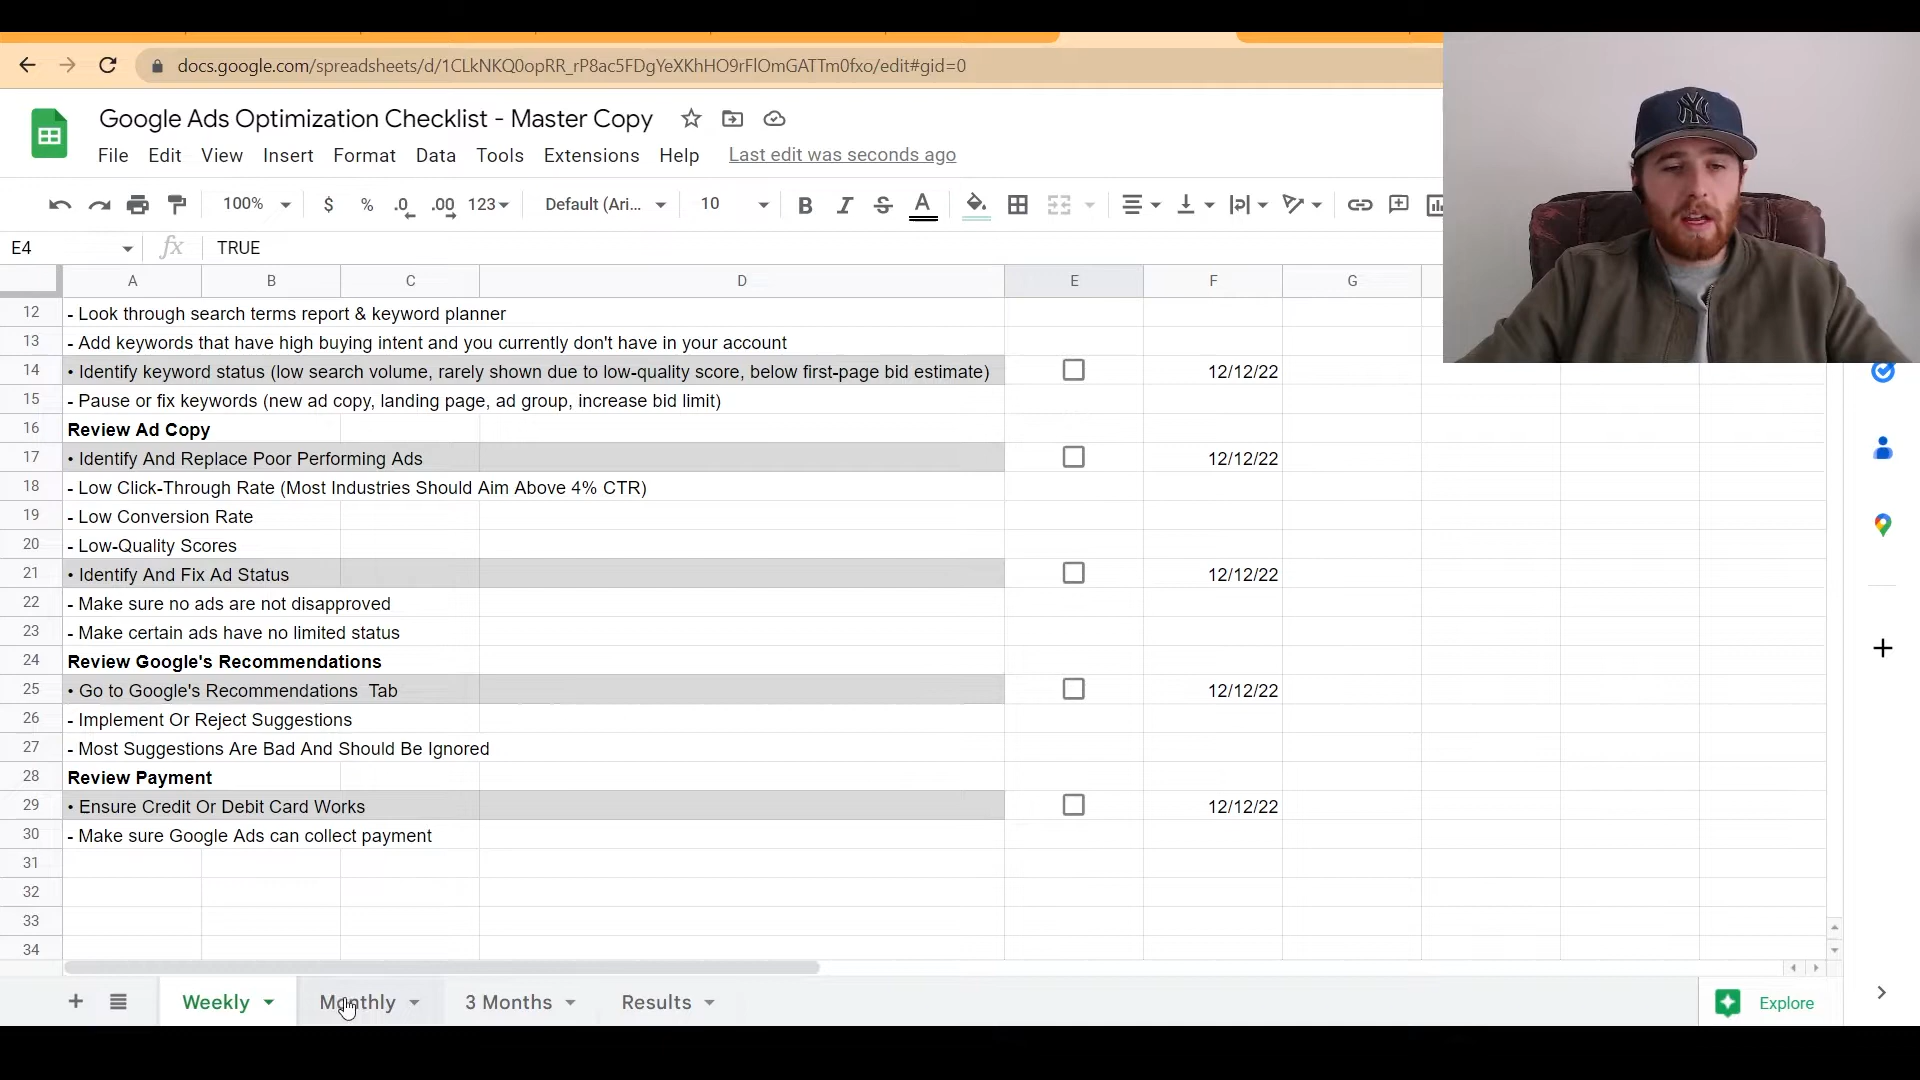 docs.google.com/spreadsheets/d/1CLkNKQ0opRR_rP8ac5FDgYeXKhHO9rFlOmGATTm0fxo/edit#gid=0
Google Ads Optimization Checklist - Master Copy
File Edit View Insert Format Data Tools Extensions Help Last edit was seconds ago
100% $ % .0 .00 123 Default (Ari... 10 B I S A
E4 fx TRUE
A B C D E F G
12 - Look through search terms report & keyword planner
13 - Add keywords that have high buying intent and you currently don't have in your account
14 • Identify keyword status (low search volume, rarely shown due to low-quality score, below first-page bid estimate) 12/12/22
15 - Pause or fix keywords (new ad copy, landing page, ad group, increase bid limit)
16 Review Ad Copy
17 • Identify And Replace Poor Performing Ads 12/12/22
18 - Low Click-Through Rate (Most Industries Should Aim Above 4% CTR)
19 - Low Conversion Rate
20 - Low-Quality Scores
21 • Identify And Fix Ad Status 12/12/22
22 - Make sure no ads are not disapproved
23 - Make certain ads have no limited status
24 Review Google's Recommendations
25 • Go to Google's Recommendations Tab 12/12/22
26 - Implement Or Reject Suggestions
27 - Most Suggestions Are Bad And Should Be Ignored
28 Review Payment
29 • Ensure Credit Or Debit Card Works 12/12/22
30 - Make sure Google Ads can collect payment
31
32
33
34
Weekly Monthly 3 Months Results Explore